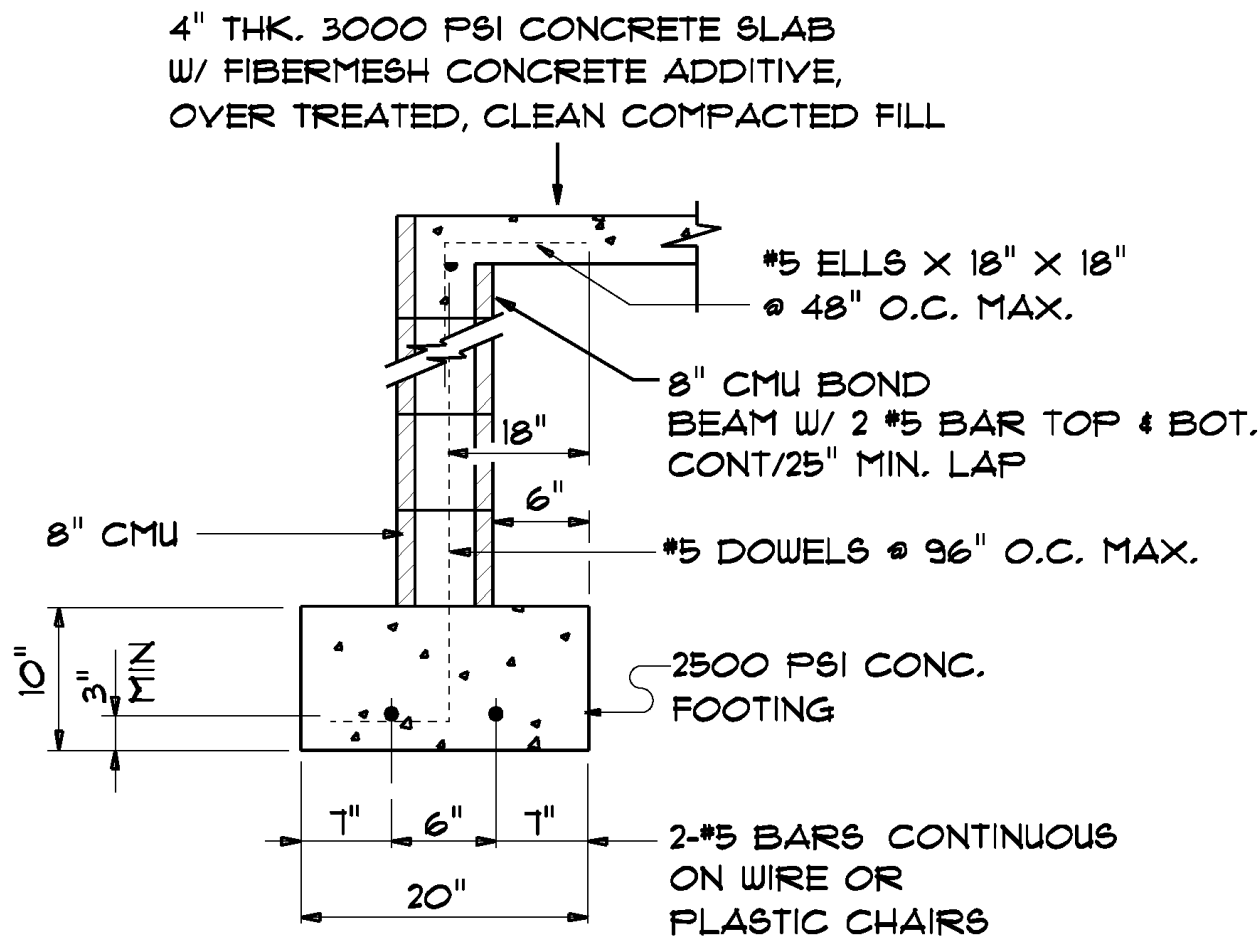 4" THK. 3000 PSI CONCRETE SLAB
W/ FIBERMESH CONCRETE ADDITIVE,
OVER TREATED, CLEAN COMPACTED FILL
#5 ELLS X 18" X 18"
@ 48" O.C. MAX.
8" CMU BOND
BEAM W/ 2 #5 BAR TOP & BOT.
CONT/25" MIN. LAP
18"
6"
8" CMU
#5 DOWELS @ 96" O.C. MAX.
10"
3"
MIN
2500 PSI CONC.
FOOTING
7"
6"
7"
20"
2-#5 BARS CONTINUOUS
ON WIRE OR
PLASTIC CHAIRS